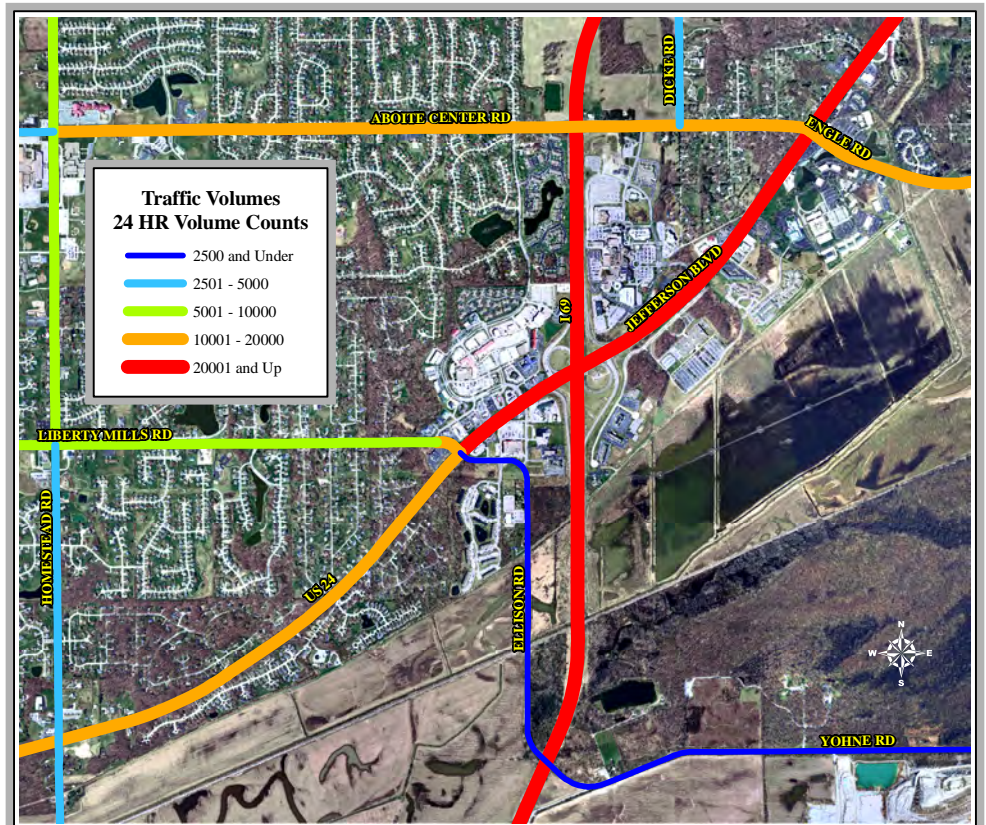 DICKE RD
ABOITE CENTER RD
ENGLE RD
Traffic Volumes
24 HR Volume Counts
2500 and Under
2501 - 5000
5001 - 10000
10001 - 20000
20001 and Up
I 69
JEFFERSON BLVD
LIBERTY MILLS RD
HOMESTEAD RD
US 24
ELLISON RD
N
W E
S
YOHNE RD